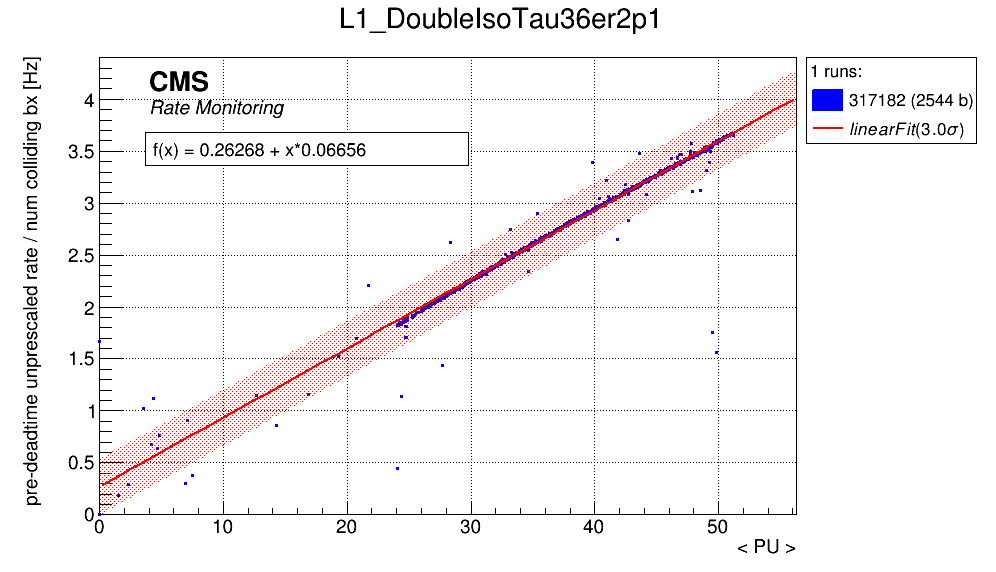 L1_DoubleIsoTau36er2p1
pre-deadtime unprescaled rate / num colliding bx [Hz]
CMS
Rate Monitoring
f(x) = 0.26268 + x*0.06656
1 runs:
317182 (2544 b)
linearFit(3.0σ)
4
3.5
3
2.5
2
1.5
1
0.5
0
0 10 20 30 40 50
< PU >